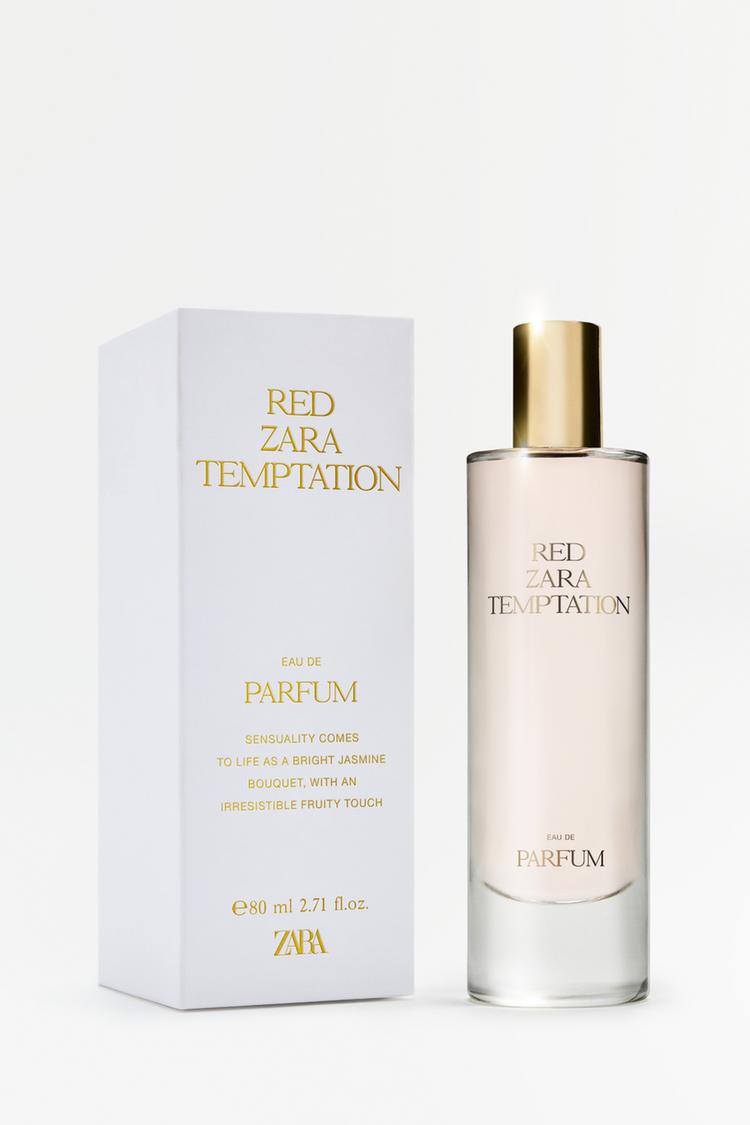 RED
ZARA
TEMPTATION
EAU DE
PARFUM
SENSUALITY COMES
TO LIFE AS A BRIGHT JASMINE
BOUQUET, WITH AN
IRRESISTIBLE FRUITY TOUCH
℮80 ml 2.71 fl.oz.
ZARA
RED
ZARA
TEMPTATION
EAU DE
PARFUM